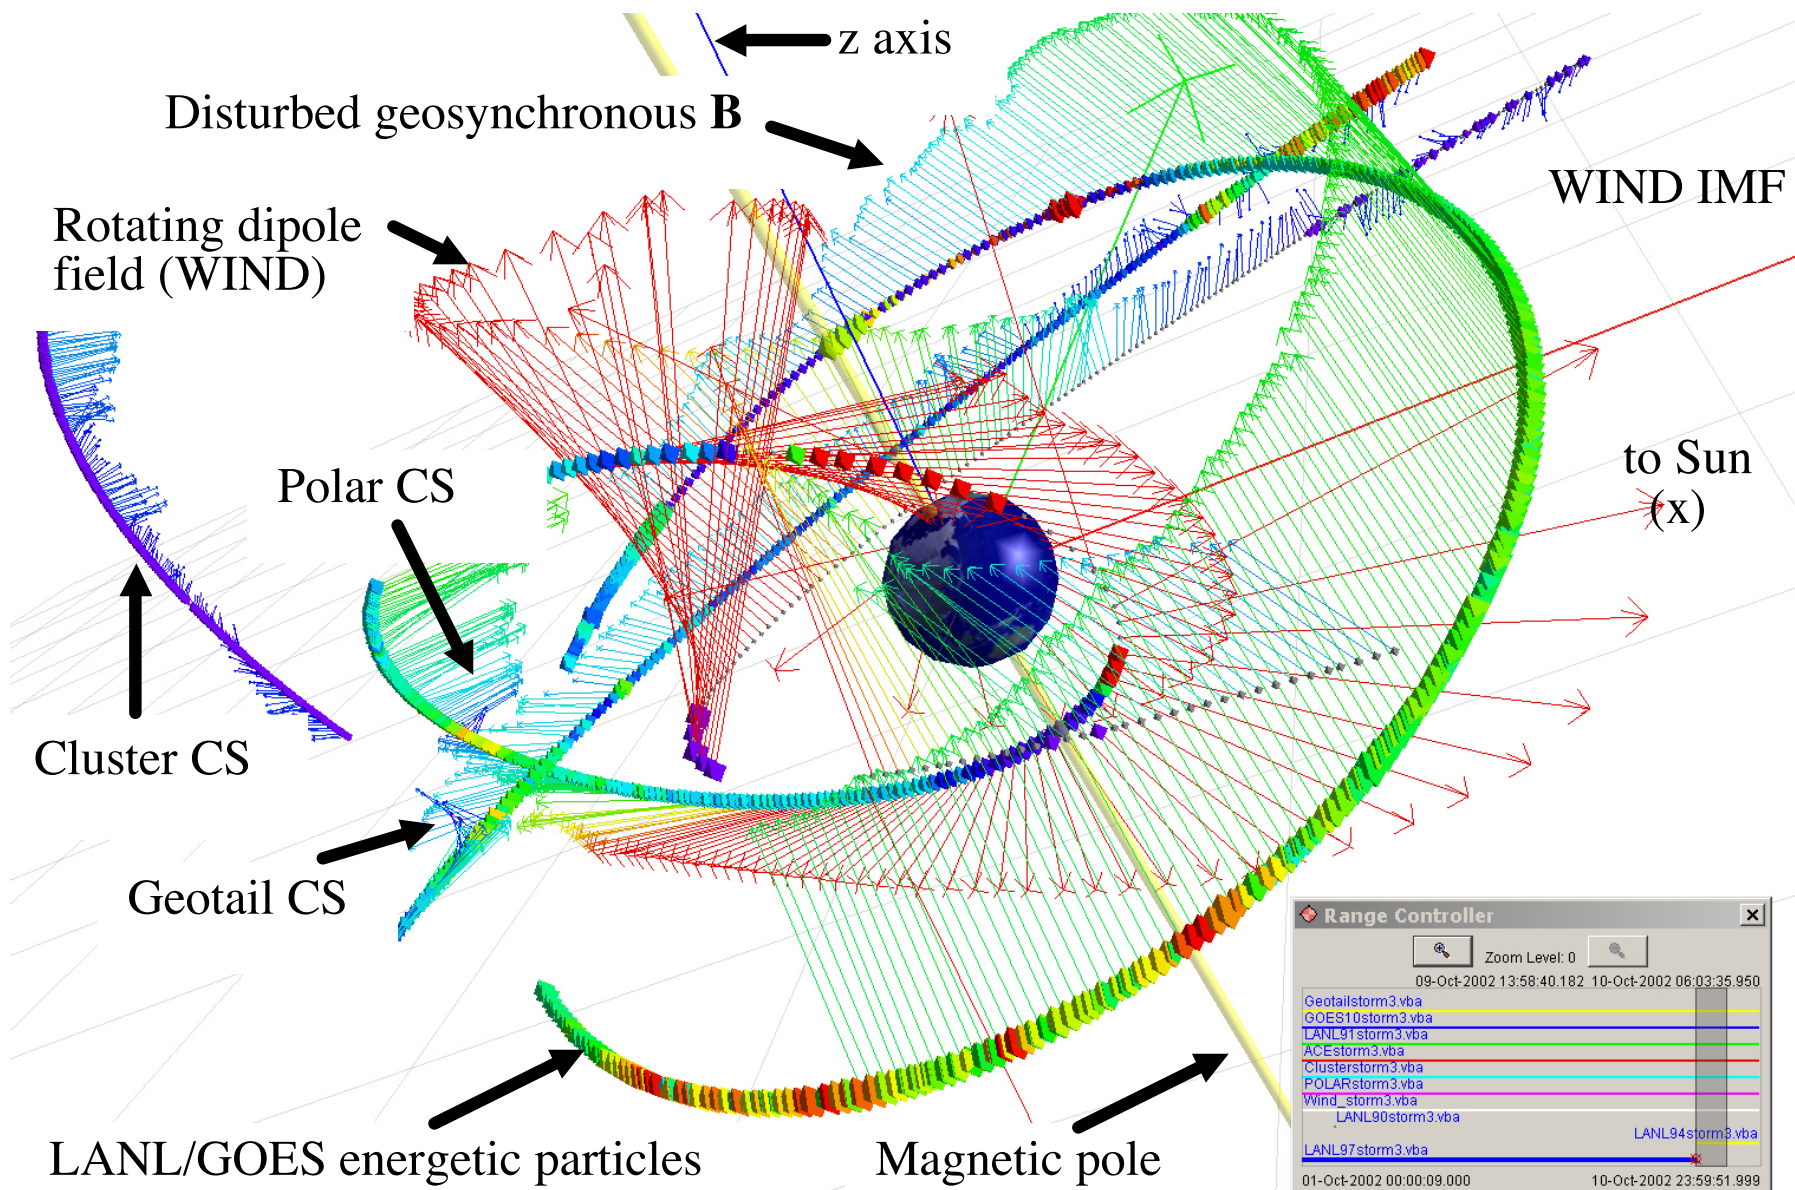 z axis
Disturbed geosynchronous B
WIND IMF
Rotating dipole
field (WIND)
to Sun
(x)
Polar CS
Cluster CS
Geotail CS
LANL/GOES energetic particles
Magnetic pole
Range Controller
Zoom Level: 0
09-Oct-2002 13:58:40.182 10-Oct-2002 06:03:35.950
Geotailstorm3.vba
GOES10storm3.vba
LANL91storm3.vba
ACEstorm3.vba
Clusterstorm3.vba
POLARstorm3.vba
Wind_storm3.vba
LANL90storm3.vba
LANL94storm3.vba
LANL97storm3.vba
01-Oct-2002 00:00:09.000 10-Oct-2002 23:59:51.999